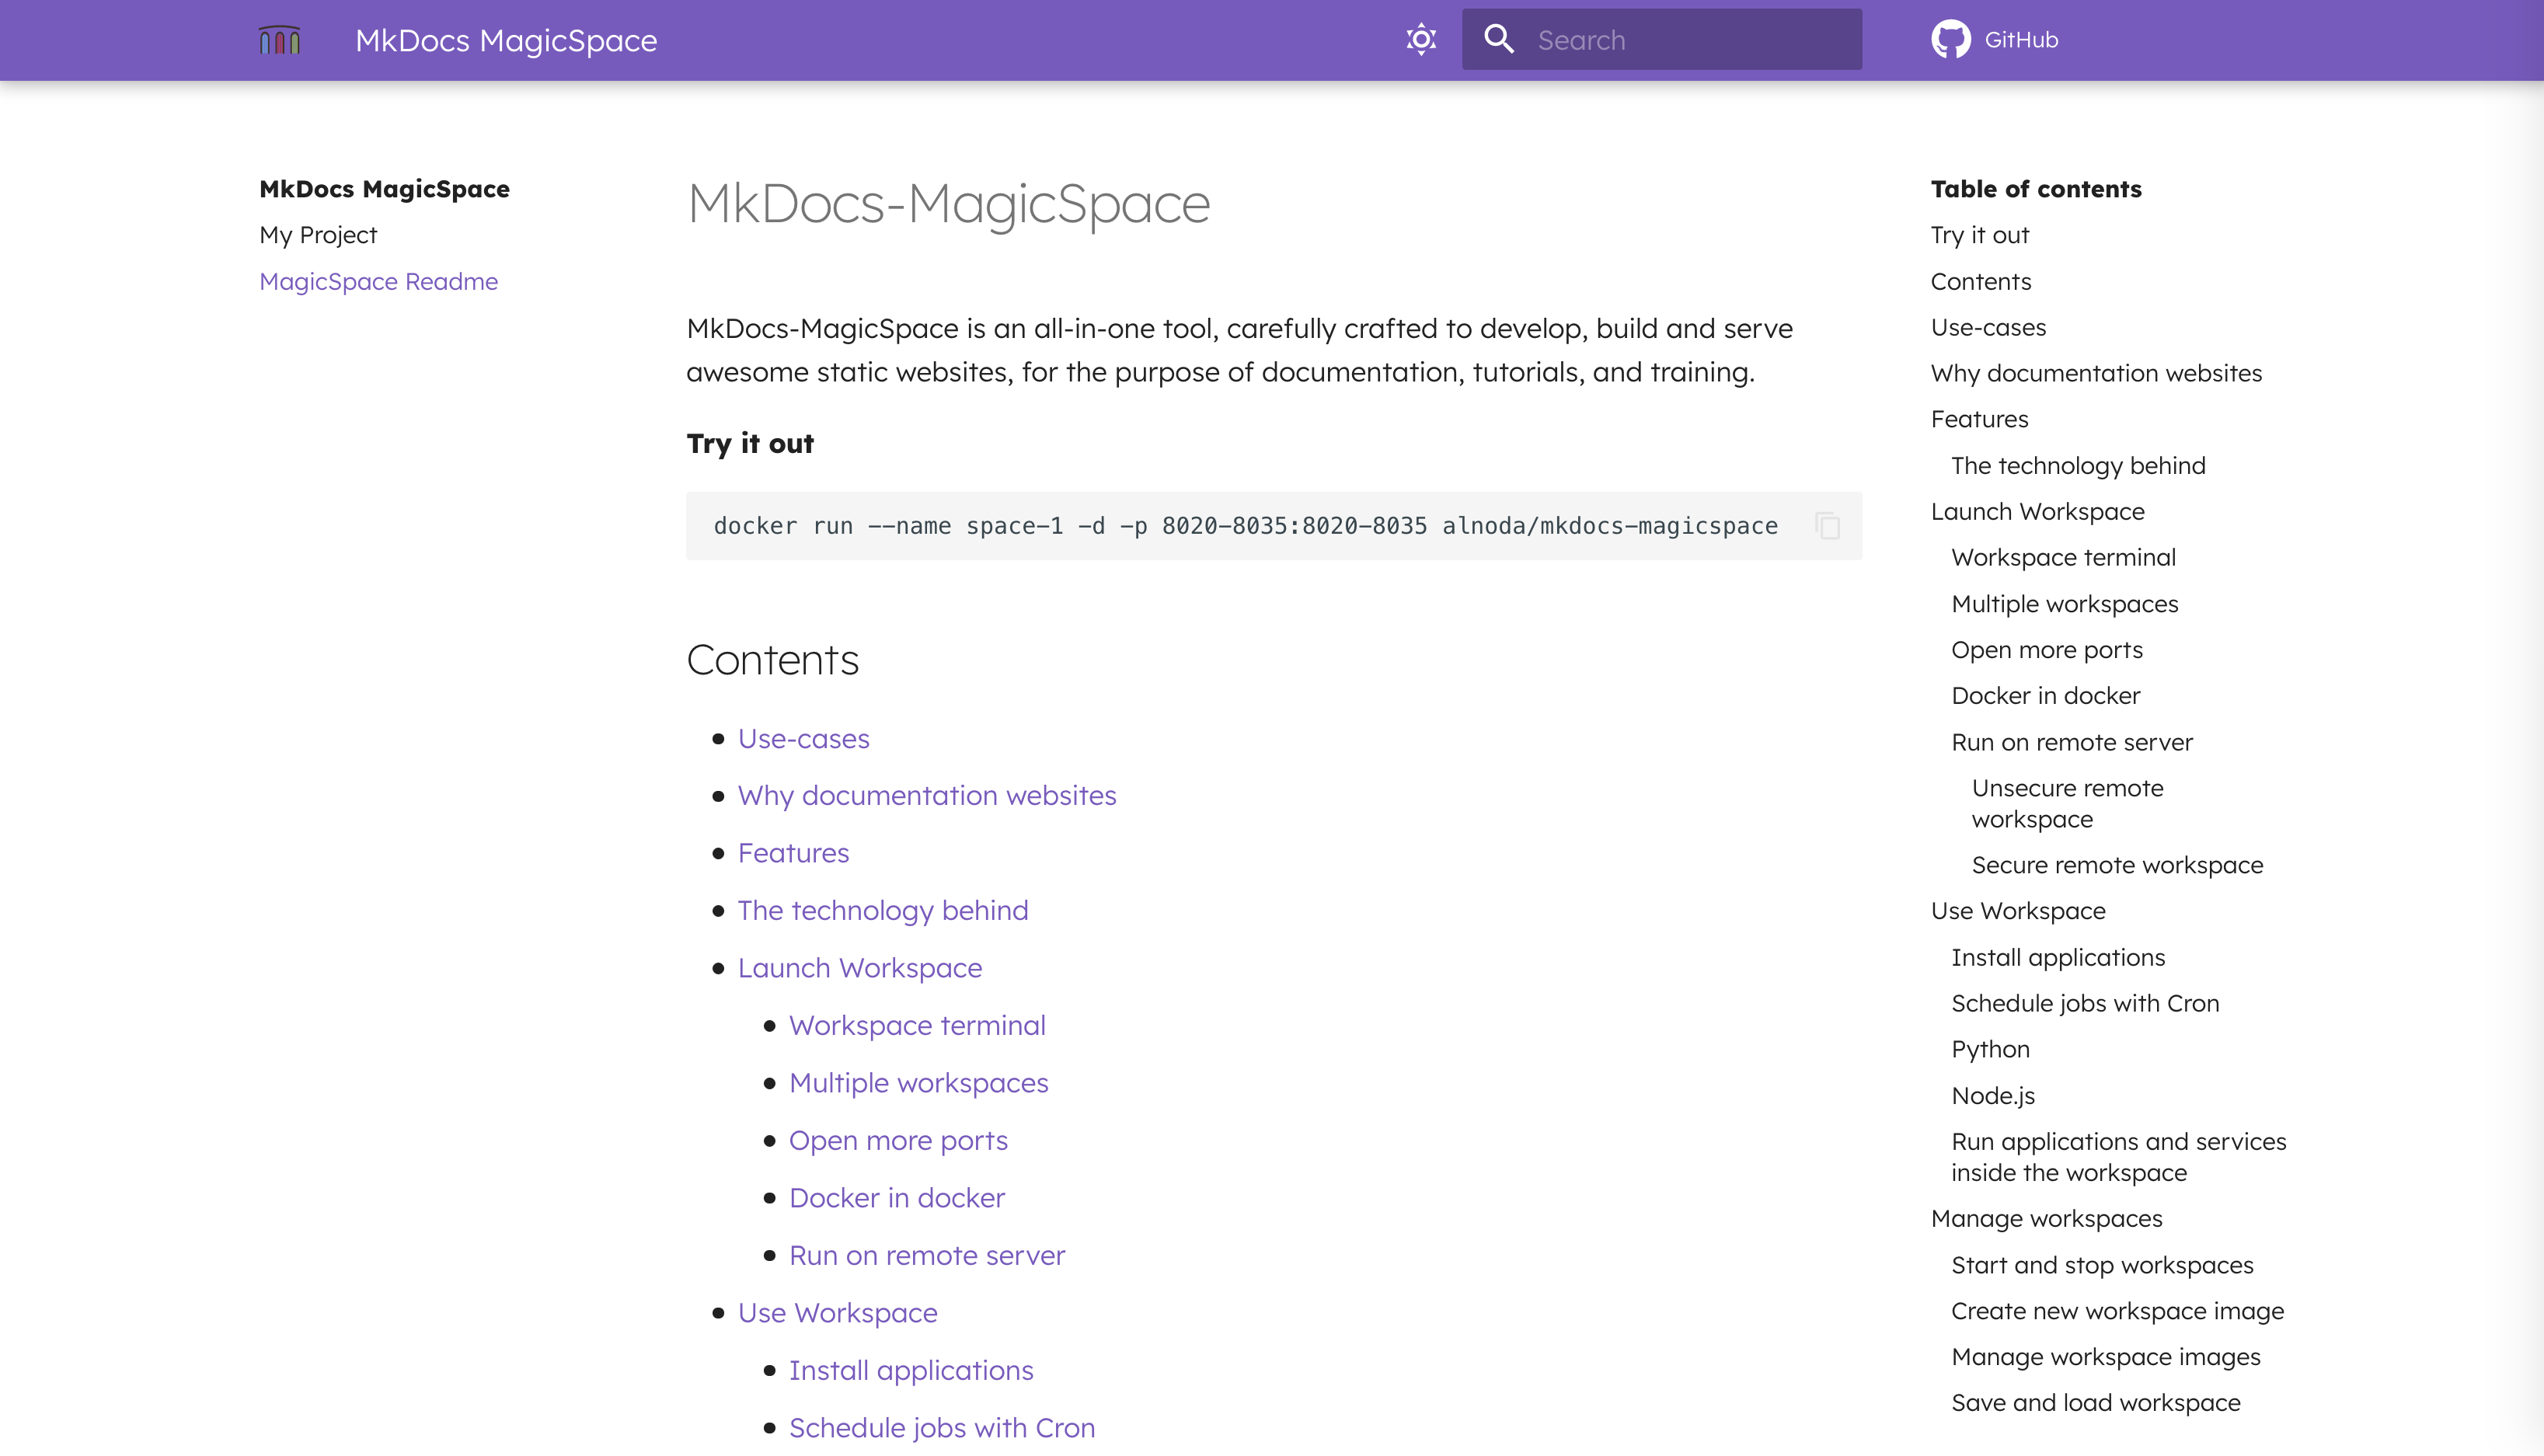 MkDocs MagicSpace
Search
GitHub
MkDocs MagicSpace
My Project
MagicSpace Readme
MkDocs-MagicSpace
MkDocs-MagicSpace is an all-in-one tool, carefully crafted to develop, build and serve
awesome static websites, for the purpose of documentation, tutorials, and training.
Try it out
docker run --name space-1 -d -p 8020-8035:8020-8035 alnoda/mkdocs-magicspace
Contents
Use-cases
Why documentation websites
Features
The technology behind
Launch Workspace
Workspace terminal
Multiple workspaces
Open more ports
Docker in docker
Run on remote server
Use Workspace
Install applications
Schedule jobs with Cron
Table of contents
Try it out
Contents
Use-cases
Why documentation websites
Features
The technology behind
Launch Workspace
Workspace terminal
Multiple workspaces
Open more ports
Docker in docker
Run on remote server
Unsecure remote
workspace
Secure remote workspace
Use Workspace
Install applications
Schedule jobs with Cron
Python
Node.js
Run applications and services
inside the workspace
Manage workspaces
Start and stop workspaces
Create new workspace image
Manage workspace images
Save and load workspace